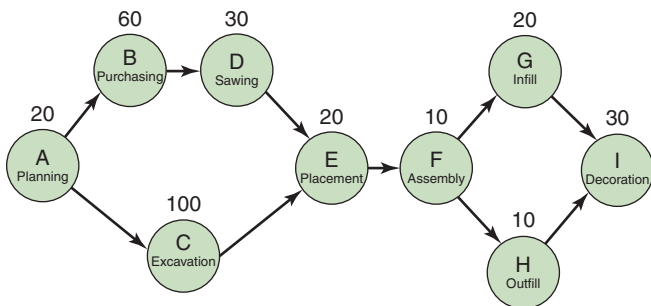 20
A
Planning
60
B
Purchasing
30
D
Sawing
100
C
Excavation
20
E
Placement
10
F
Assembly
20
G
Infill
10
H
Outfill
30
I
Decoration